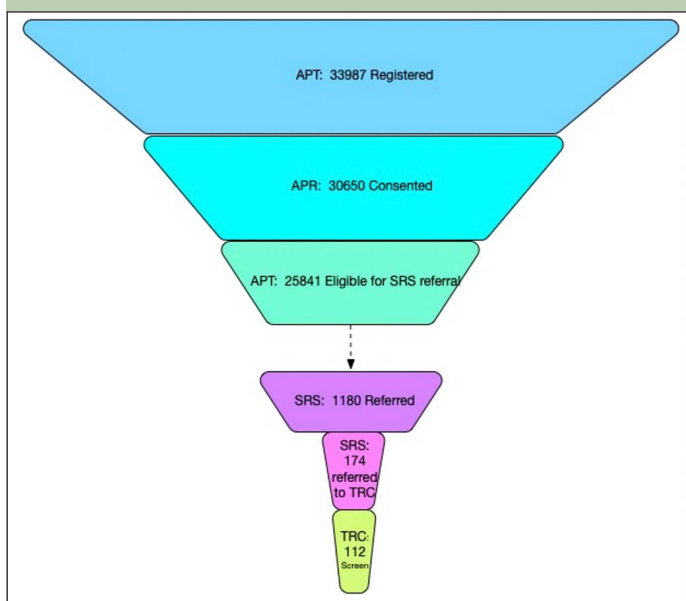 APT: 33987 Registered
APR: 30650 Consented
APT: 25841 Eligible for SRS referral
SRS: 1180 Referred
SRS:
174
referred
to TRC
TRC:
112
Screen